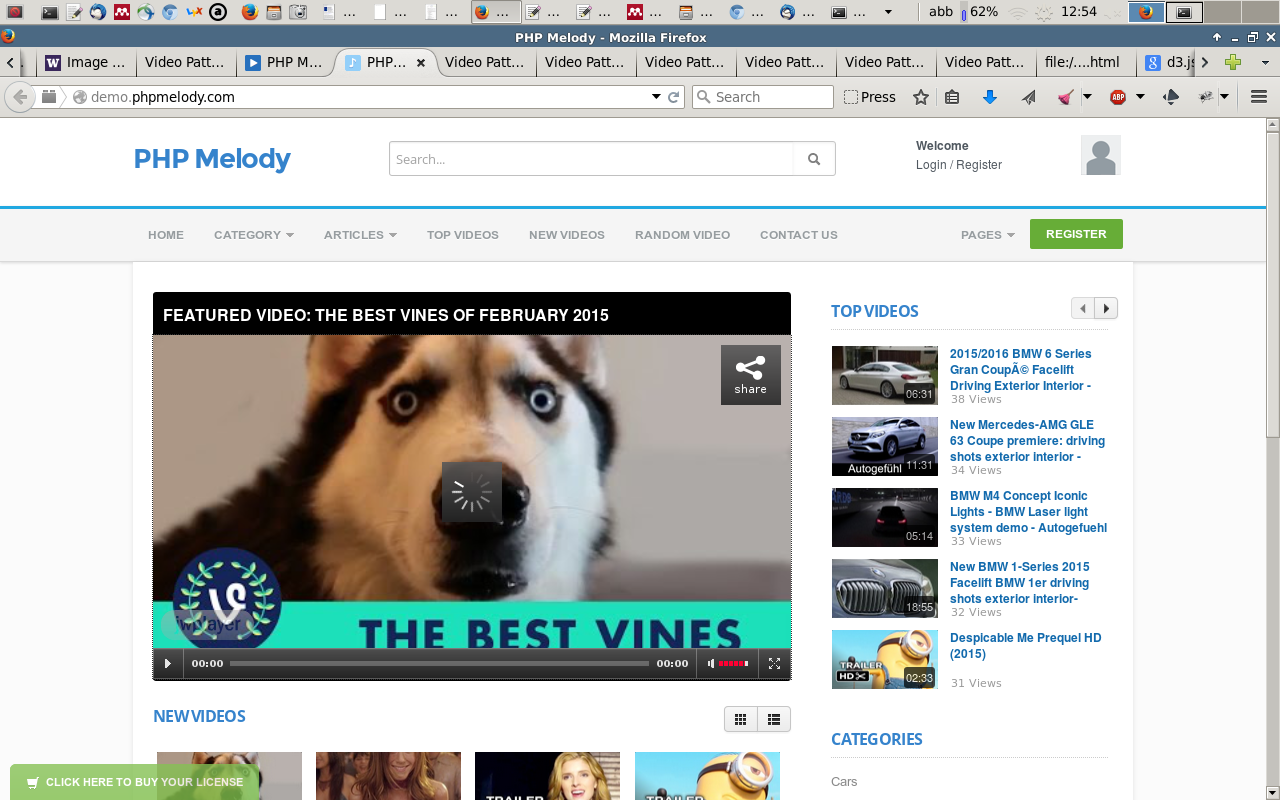 ... ... ... ... ... ... ... ... ... ... ... abb 62% 12:54
PHP Melody - Mozilla Firefox
Image ... Video Patt... PHP M... PHP... Video Patt... Video Patt... Video Patt... Video Patt... Video Patt... Video Patt... file:/....html d3.js
demo.phpmelody.com Search Press ABP
PHP Melody
Search...
Welcome
Login / Register
HOME CATEGORY ARTICLES TOP VIDEOS NEW VIDEOS RANDOM VIDEO CONTACT US PAGES REGISTER
FEATURED VIDEO: THE BEST VINES OF FEBRUARY 2015
share
jwplayer
THE BEST VINES
00:00 00:00
NEW VIDEOS
CLICK HERE TO BUY YOUR LICENSE
TRAILER
TRAILER
TOP VIDEOS
06:31
2015/2016 BMW 6 Series
Gran CoupÃ© Facelift
Driving Exterior Interior -
38 Views
Autogefühl 11:31
New Mercedes-AMG GLE
63 Coupe premiere: driving
shots exterior interior -
34 Views
05:14
BMW M4 Concept Iconic
Lights - BMW Laser light
system demo - Autogefuehl
33 Views
18:55
New BMW 1-Series 2015
Facelift BMW 1er driving
shots exterior interior-
32 Views
TRAILER
HD 02:33
Despicable Me Prequel HD
(2015)
31 Views
CATEGORIES
Cars